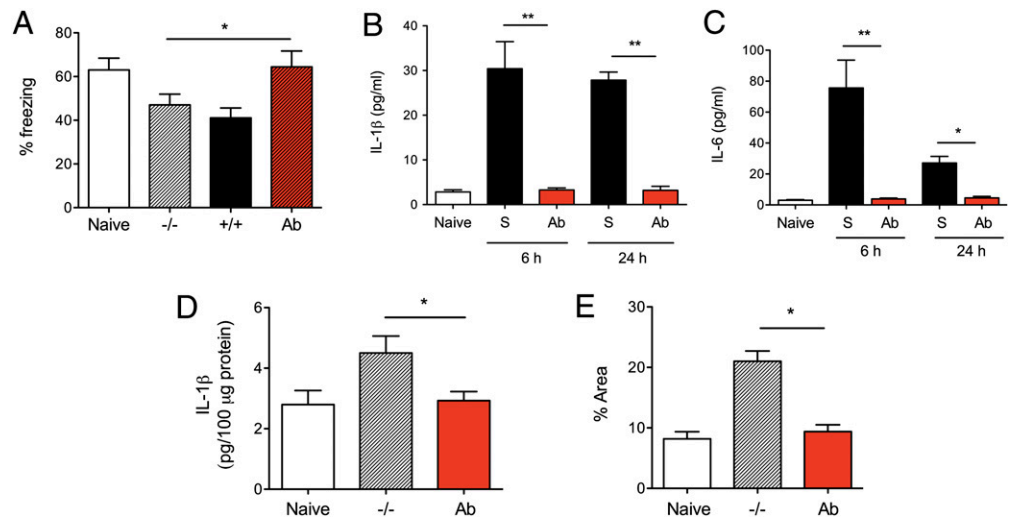 A
% freezing
80
60
40
20
0
*
Naive
-/-
+/+
Ab
B
IL-1β (pg/ml)
40
30
20
10
0
**
**
Naive
S
Ab
S
Ab
6 h
24 h
C
IL-6 (pg/ml)
100
80
60
40
20
0
**
*
Naive
S
Ab
S
Ab
6 h
24 h
D
IL-1β
(pg/100 μg protein)
6
4
2
0
*
Naive
-/-
Ab
E
% Area
30
20
10
0
*
Naive
-/-
Ab